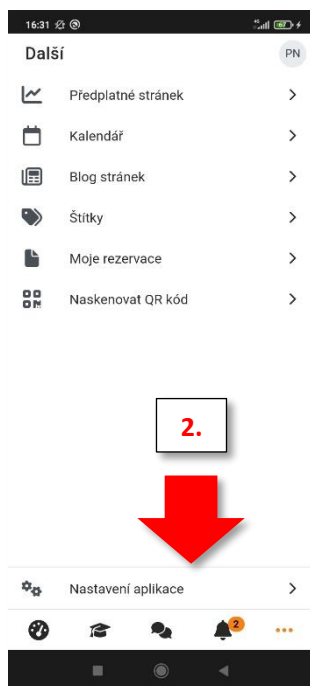 16:31
Další
PN
Předplatné stránek
Kalendář
Blog stránek
Štítky
Moje rezervace
Naskenovat QR kód
2.
Nastavení aplikace
2